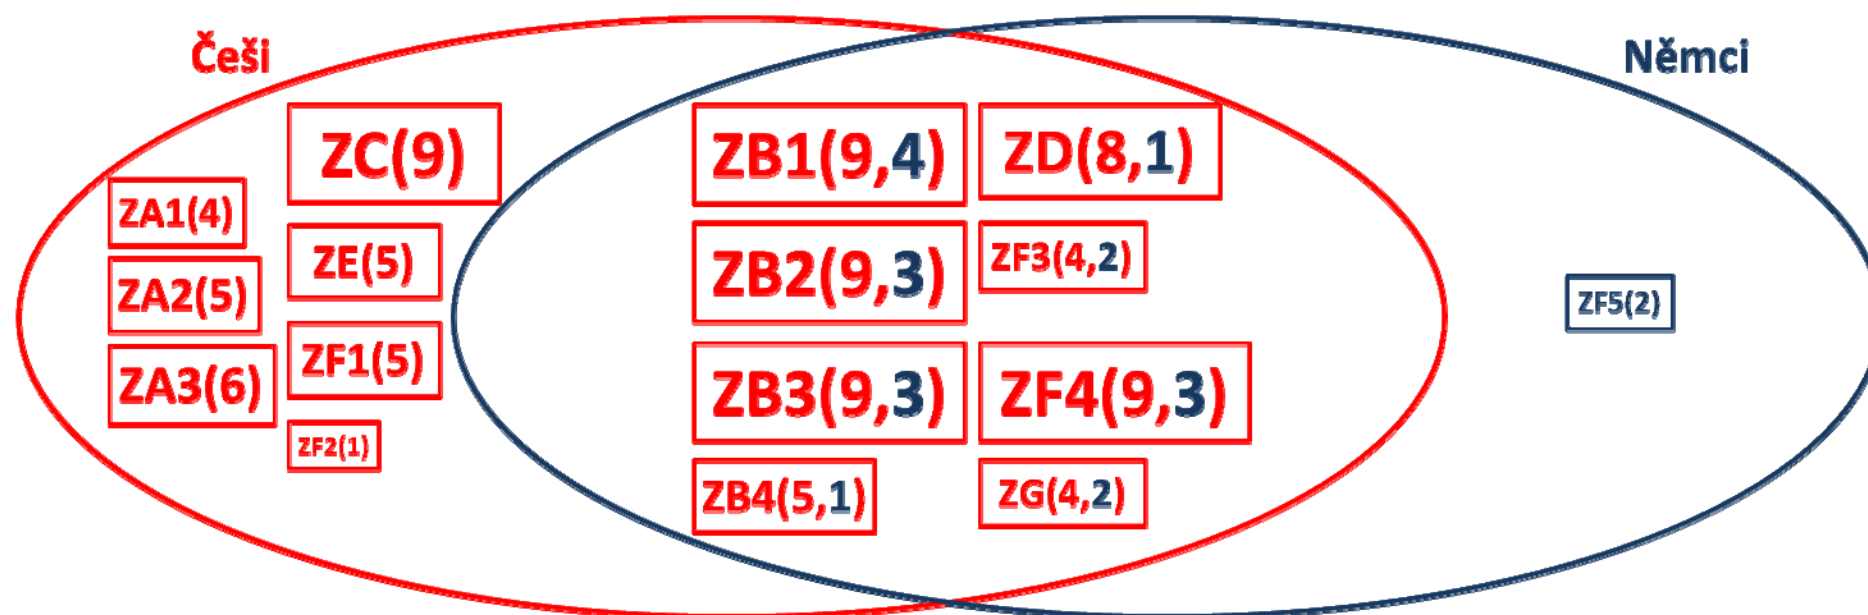 Češi
Němci
ZC(9)
ZA1(4)
ZE(5)
ZA2(5)
ZF1(5)
ZA3(6)
ZF2(1)
ZB1(9,4)
ZD(8,1)
ZB2(9,3)
ZF3(4,2)
ZB3(9,3)
ZF4(9,3)
ZB4(5,1)
ZG(4,2)
ZF5(2)